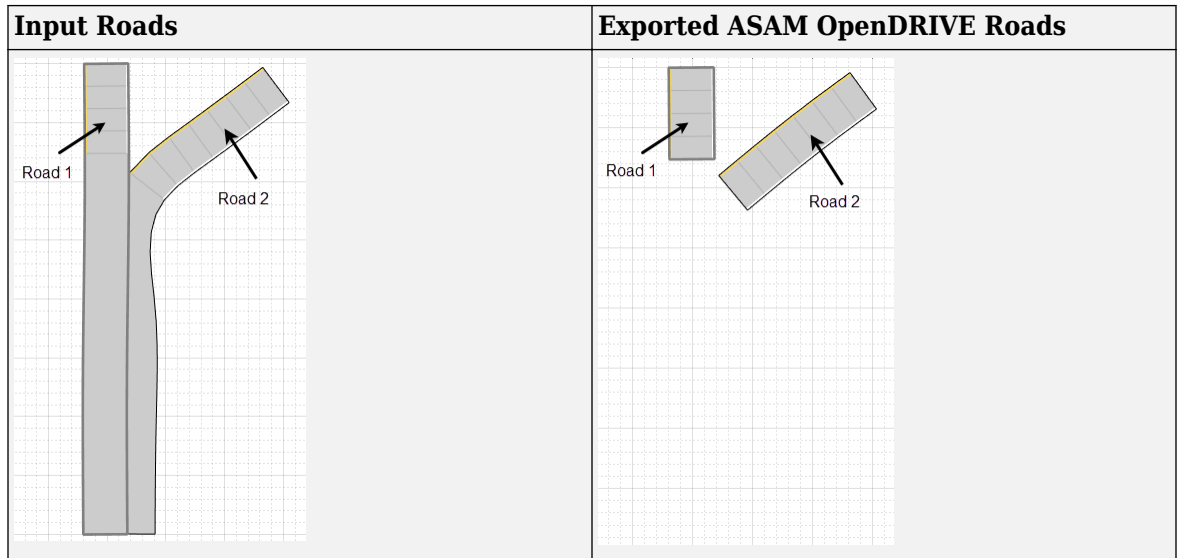 Input Roads
Exported ASAM OpenDRIVE Roads
Road 1
Road 2
Road 1
Road 2